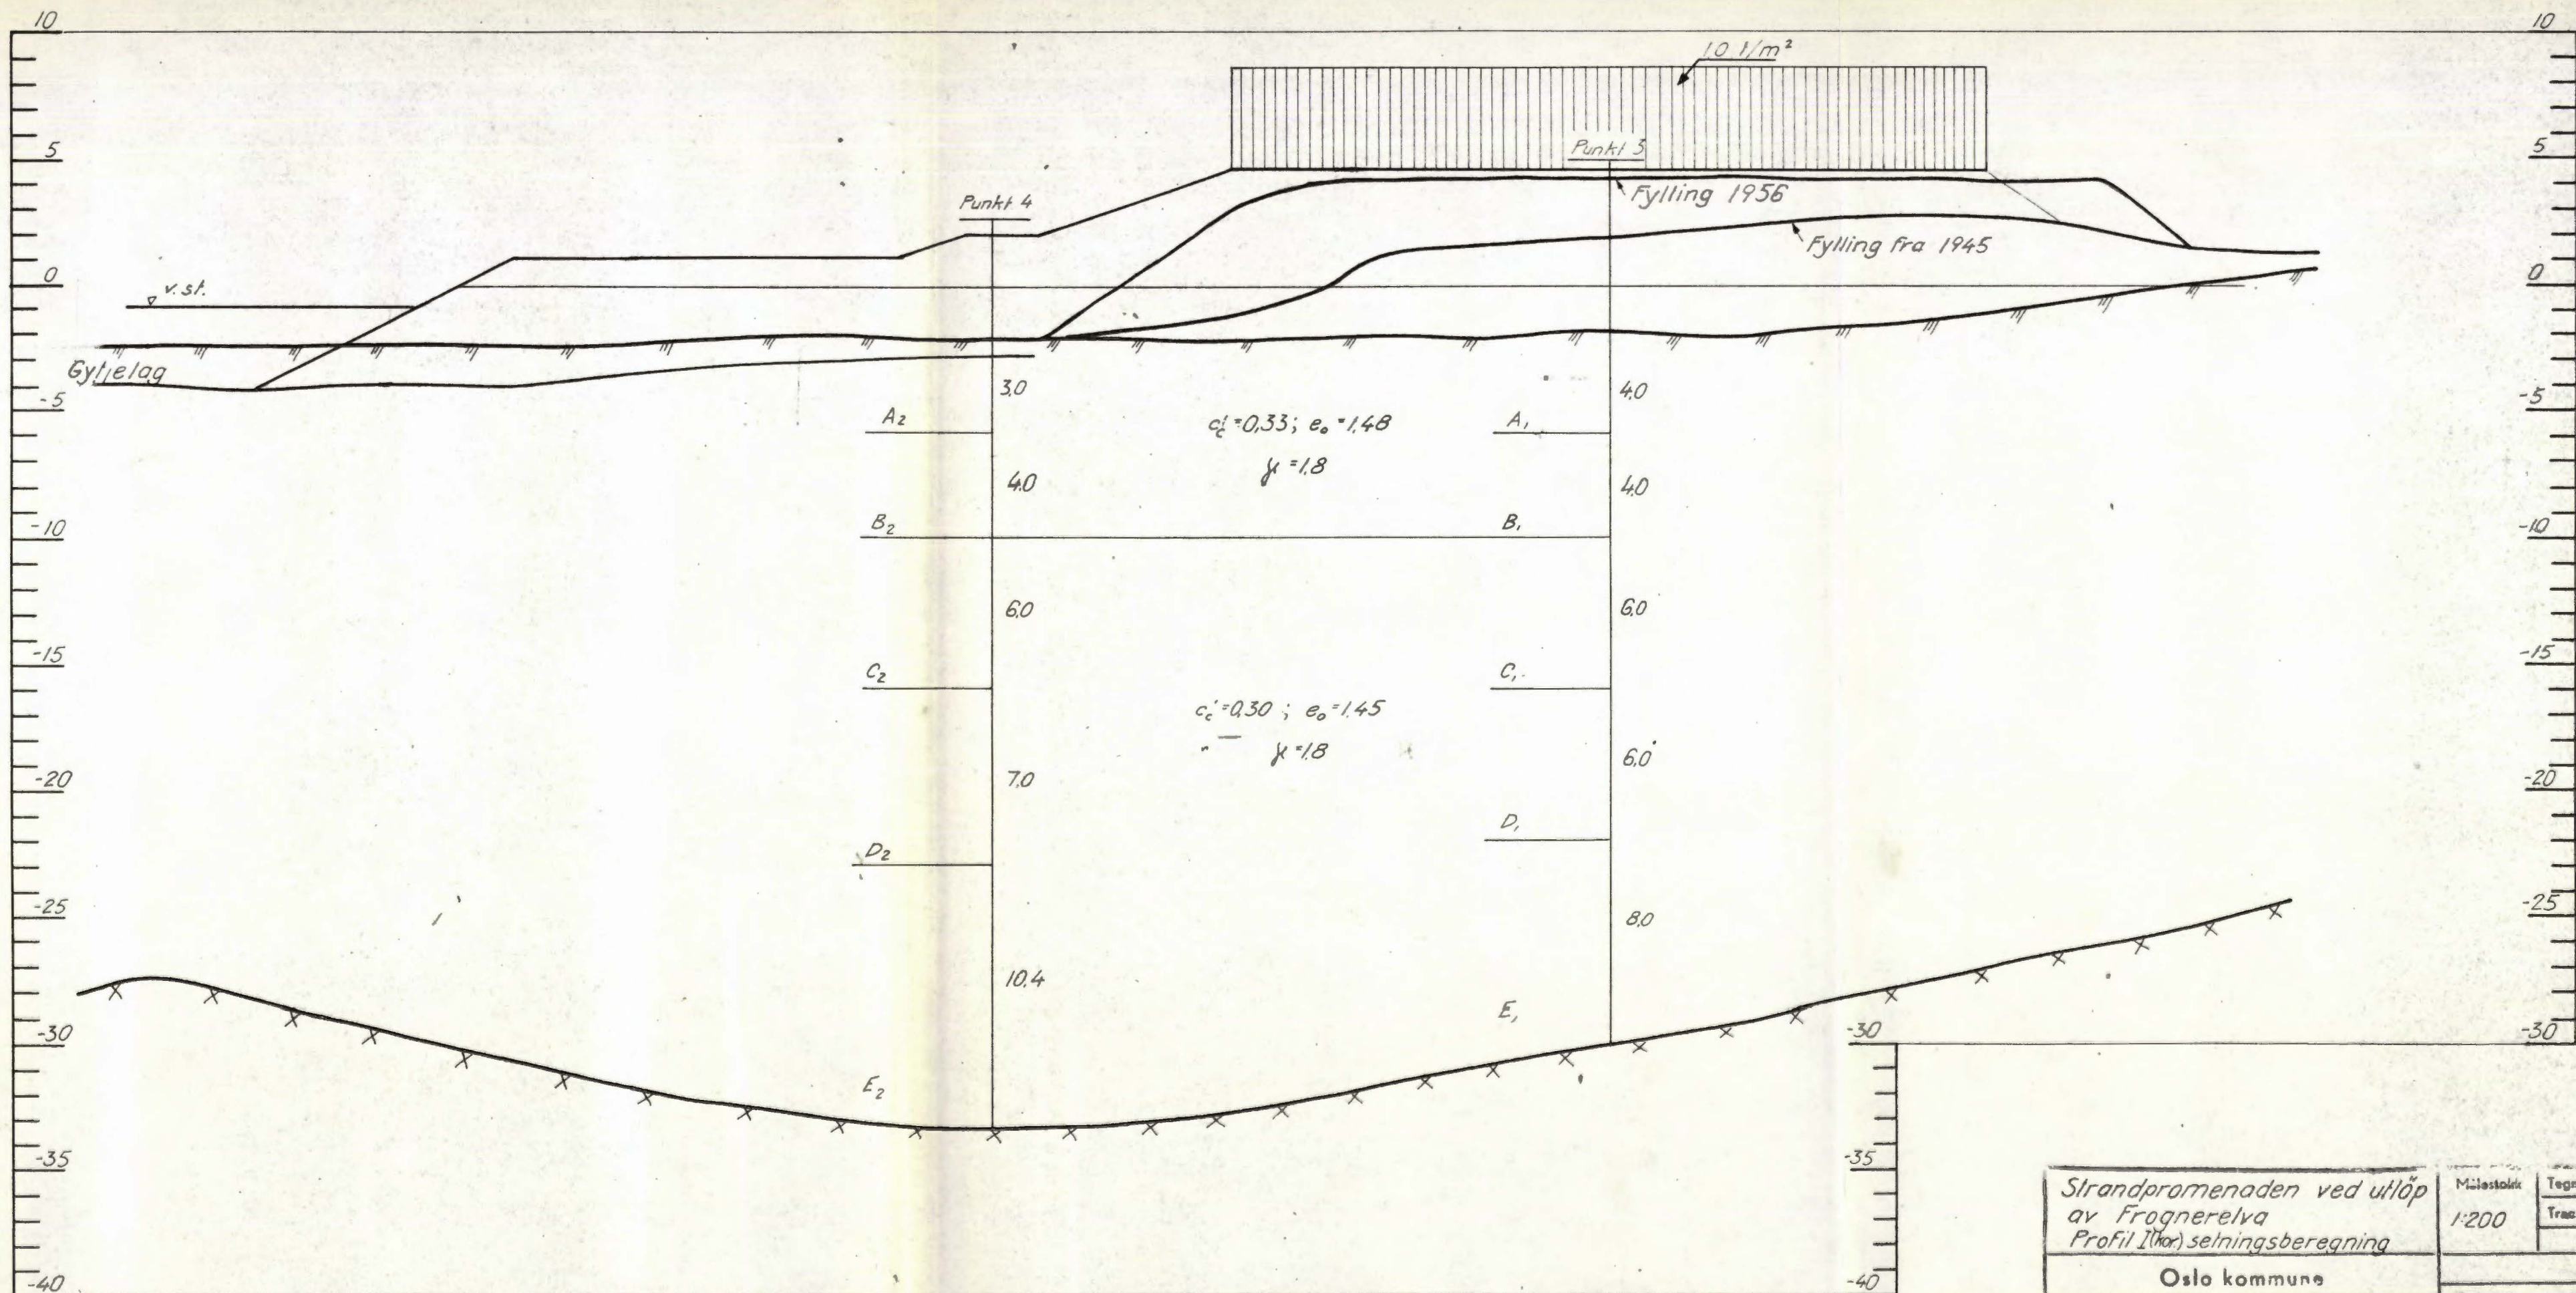 10
10
10 t/m²
5
Punkt 3
5
Fylling 1956
Punkt 4
Fylling fra 1945
0
v.st.
0
Gytjelag
-5
3.0
4.0
-5
A₂
c'c=0,33; e₀=1.48
A₁
γ=1,8
4.0
4.0
-10
B₂
B₁
-10
6.0
6.0
-15
-15
C₂
C₁
c'c=0,30 ; e₀=1.45
γ=1.8
6.0
-20
7.0
-20
D₁
D₂
-25
8.0
-25
10.4
E₁
-30
-30
-30
E₂
-35
-35
Strandpromenaden ved utløp
av Frognerelva
Profil I (kor) setningsberegning
Målestokk
1:200
-40
-40
Oslo kommune